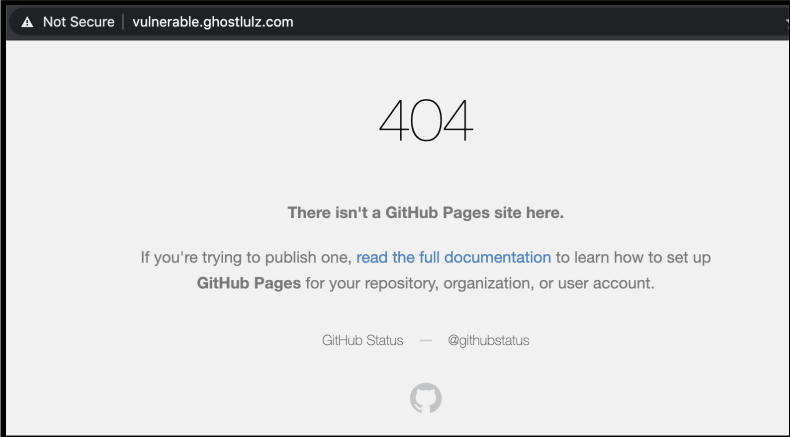 Not Secure | vulnerable.ghostlulz.com
404
There isn't a GitHub Pages site here.
If you're trying to publish one, read the full documentation to learn how to set up
GitHub Pages for your repository, organization, or user account.
GitHub Status — @githubstatus